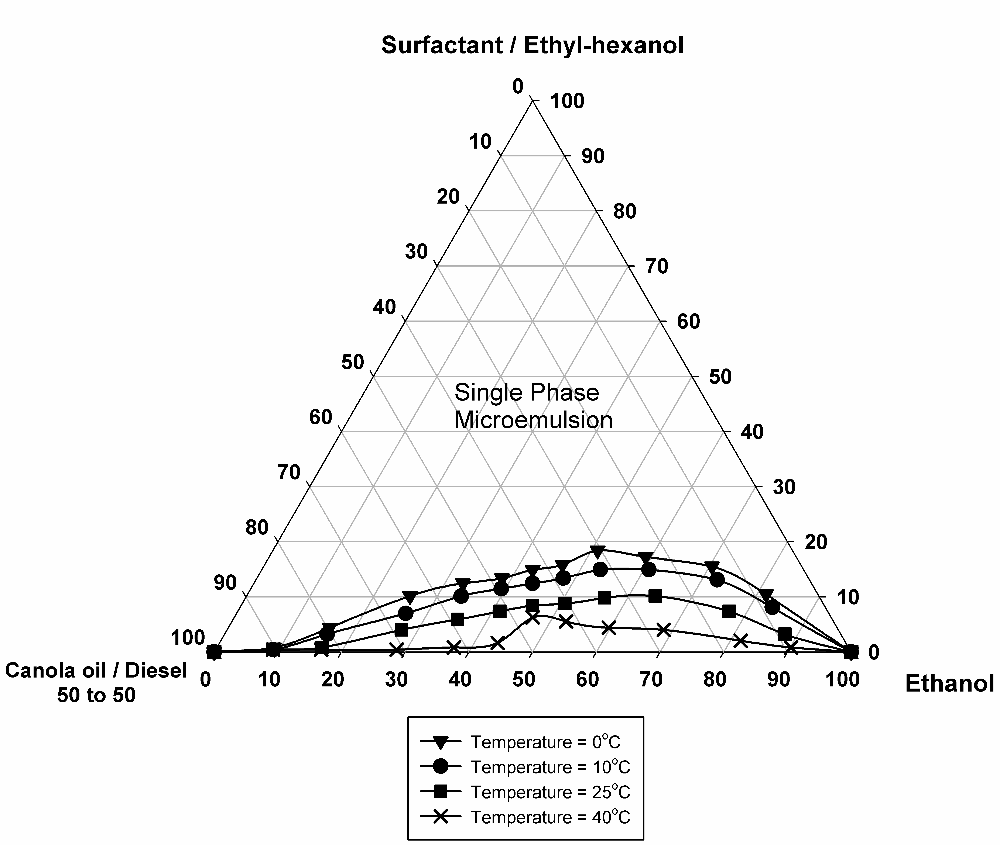 Surfactant / Ethyl-hexanol
0
100
10
90
20
80
30
70
40
60
50
50
Single Phase
Microemulsion
60
40
70
30
80
20
90
10
100
0
Canola oil / Diesel
50 to 50
0 10 20 30 40 50 60 70 80 90 100
Ethanol
Temperature = 0°C
Temperature = 10°C
Temperature = 25°C
Temperature = 40°C